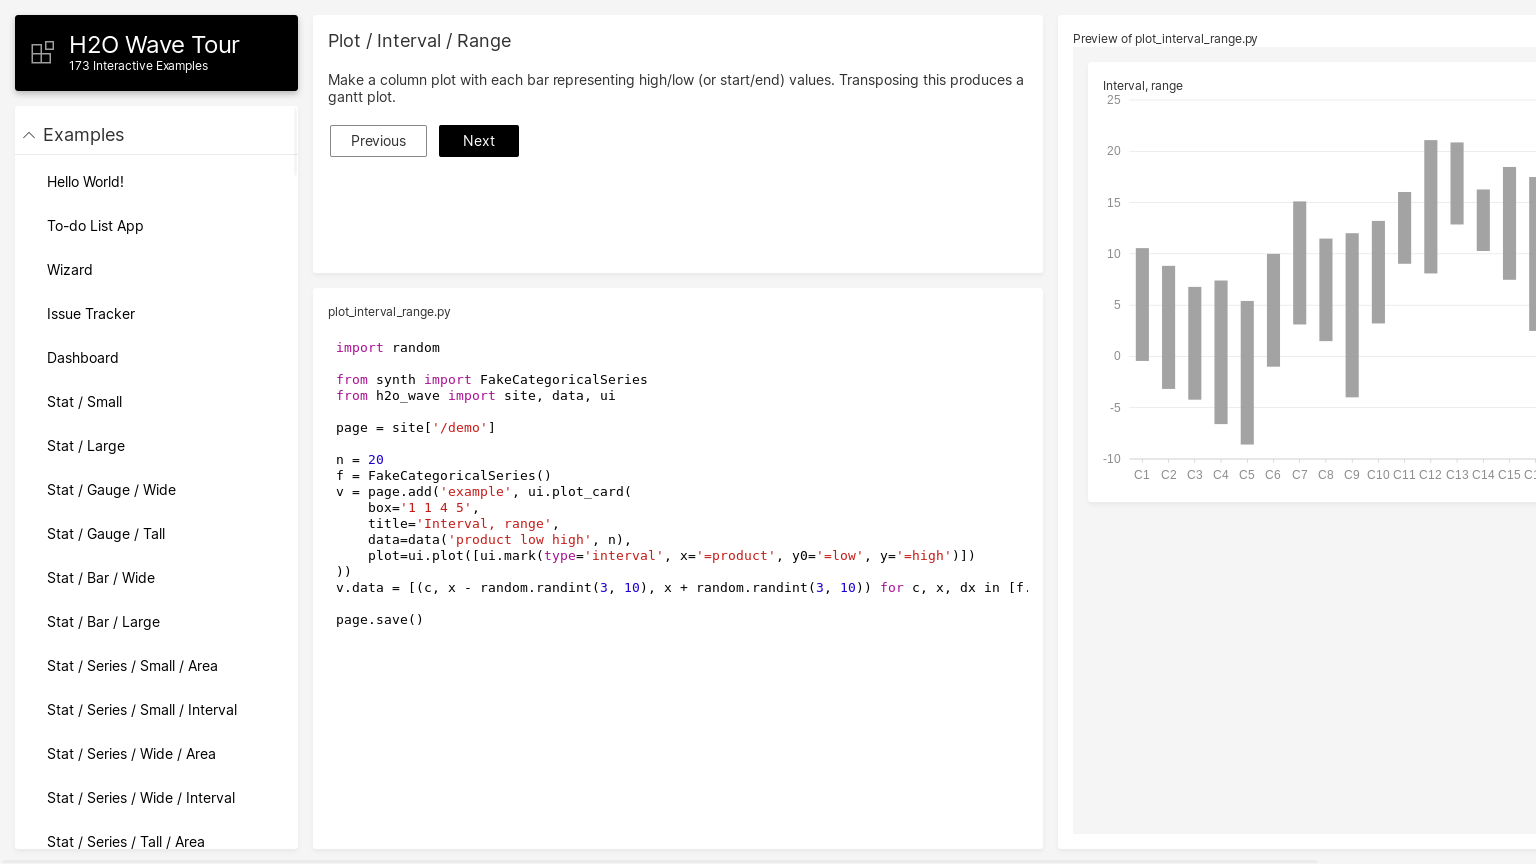 H2O Wave Tour
173 Interactive Examples
Examples
Hello World!
To-do List App
Wizard
Issue Tracker
Dashboard
Stat / Small
Stat / Large
Stat / Gauge / Wide
Stat / Gauge / Tall
Stat / Bar / Wide
Stat / Bar / Large
Stat / Series / Small / Area
Stat / Series / Small / Interval
Stat / Series / Wide / Area
Stat / Series / Wide / Interval
Stat / Series / Tall / Area
Plot / Interval / Range
Make a column plot with each bar representing high/low (or start/end) values. Transposing this produces a
gantt plot.
Previous
Next
plot_interval_range.py
import random
from synth import FakeCategoricalSeries
from h2o_wave import site, data, ui
page = site['/demo']
n = 20
f = FakeCategoricalSeries()
v = page.add('example', ui.plot_card(
    box='1 1 4 5',
    title='Interval, range',
    data=data('product low high', n),
    plot=ui.plot([ui.mark(type='interval', x='=product', y0='=low', y='=high')])
))
v.data = [(c, x - random.randint(3, 10), x + random.randint(3, 10)) for c, x, dx in [f.
page.save()
Preview of plot_interval_range.py
Interval, range
25
20
15
10
5
0
-5
-10
C1 C2 C3 C4 C5 C6 C7 C8 C9 C10 C11 C12 C13 C14 C15